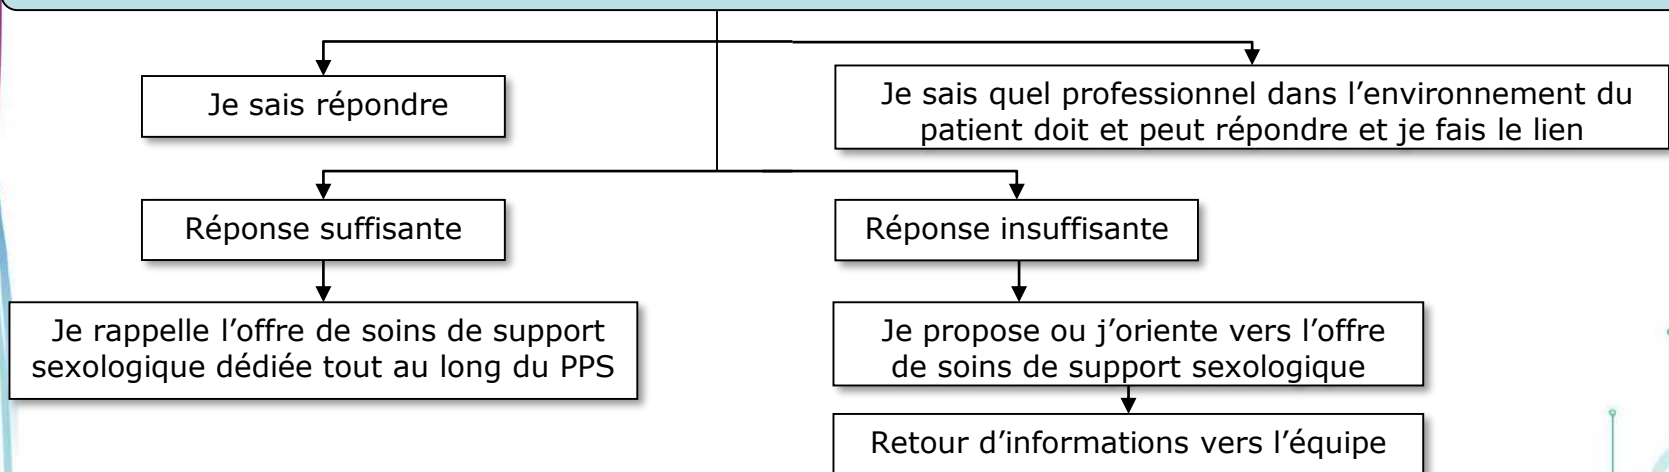 Je sais répondre
Je sais quel professionnel dans l’environnement du
patient doit et peut répondre et je fais le lien
Réponse suffisante
Réponse insuffisante
Je rappelle l’offre de soins de support
sexologique dédiée tout au long du PPS
Je propose ou j’oriente vers l’offre
de soins de support sexologique
Retour d’informations vers l’équipe